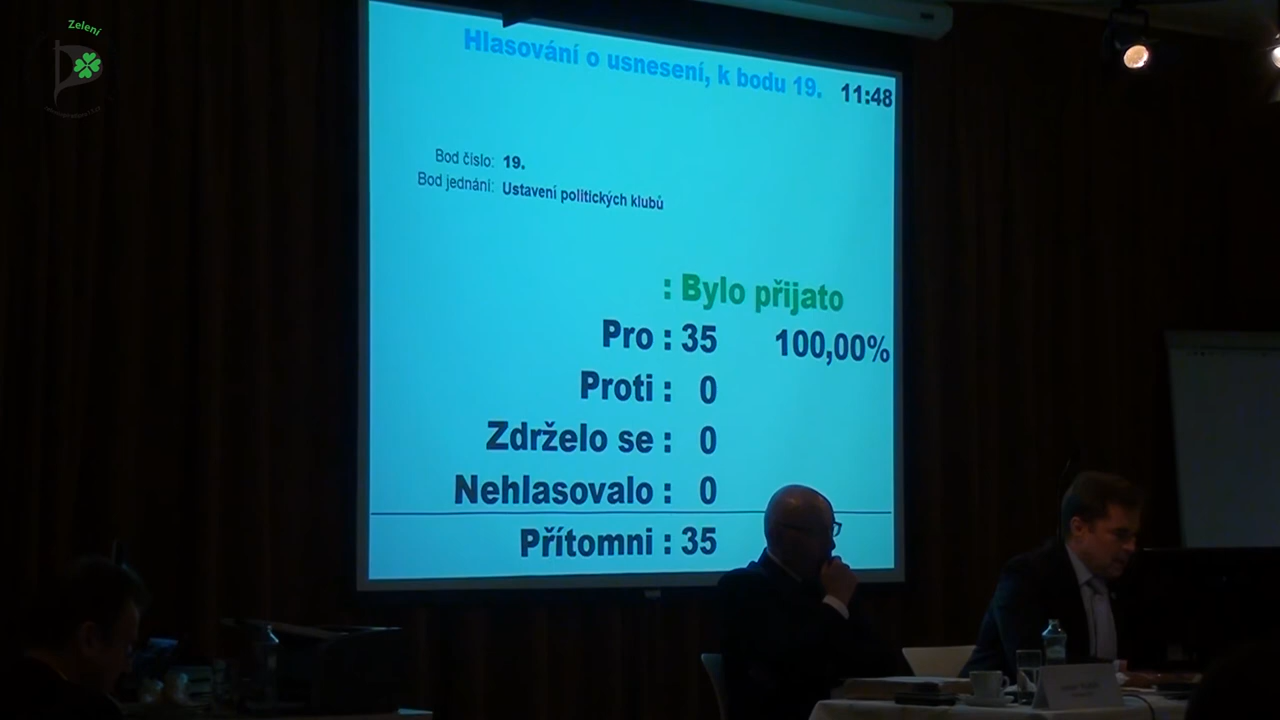 Zelení
Hlasování o usnesení, k bodu 19. 11:48
Bod číslo: 19.
Bod jednání: Ustavení politických klubů
: Bylo přijato
Pro : 35 100,00%
Proti : 0
Zdrželo se : 0
Nehlasovalo : 0
Přítomni : 35